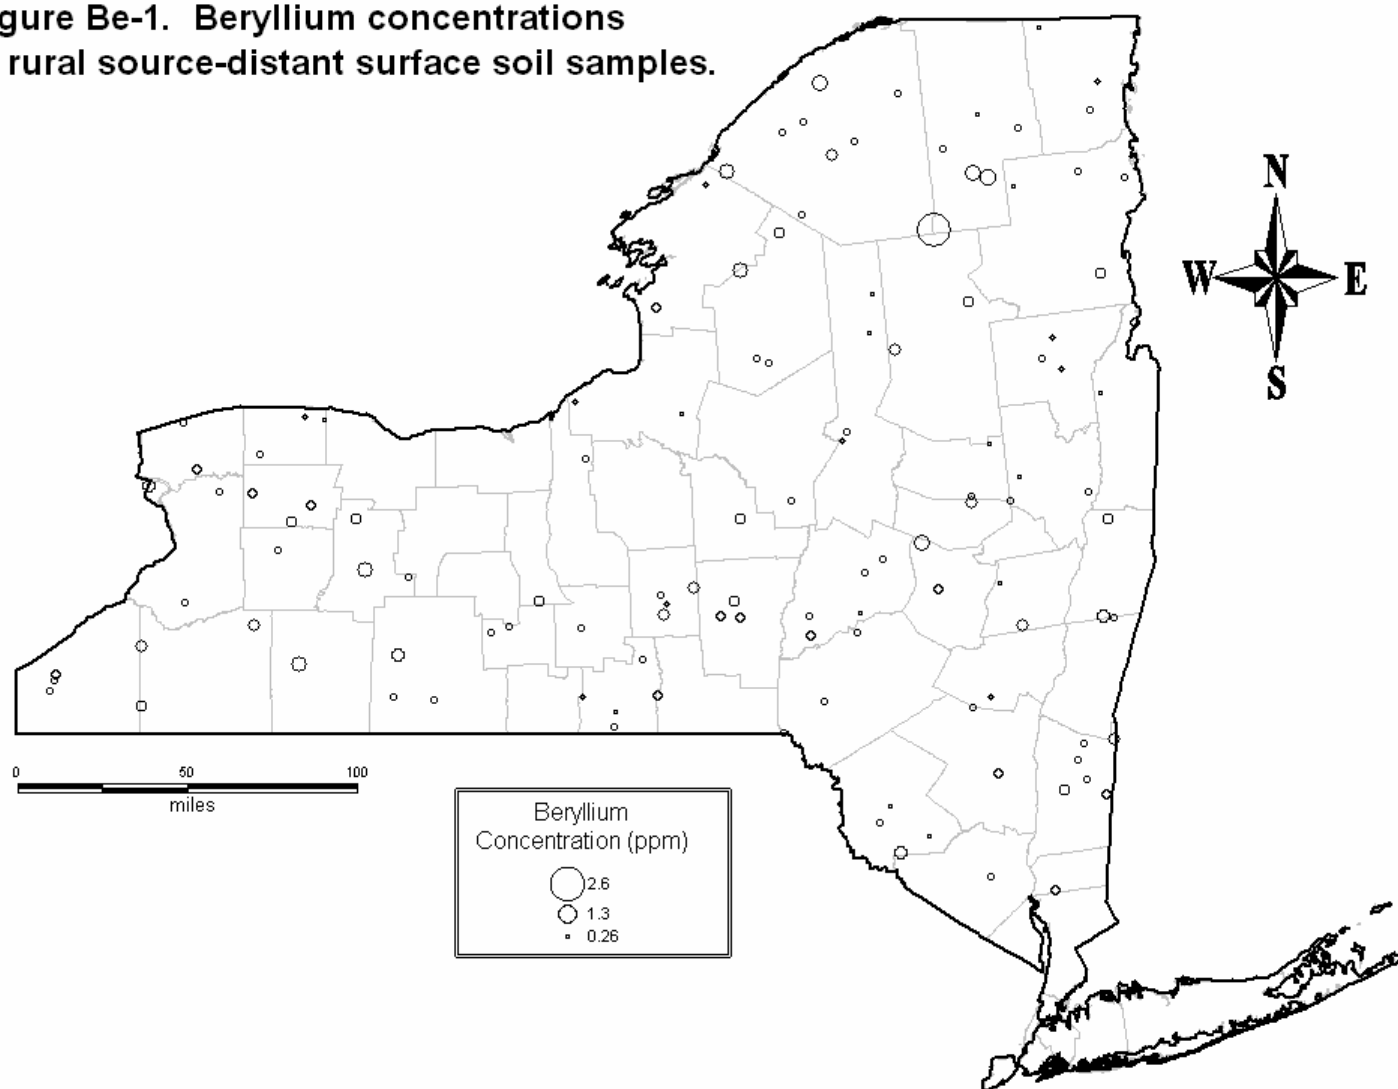 gure Be-1. Beryllium concentrations
rural source-distant surface soil samples.
N
W E
S
0 50 100
miles
Beryllium
Concentration (ppm)
2.6
1.3
0.26